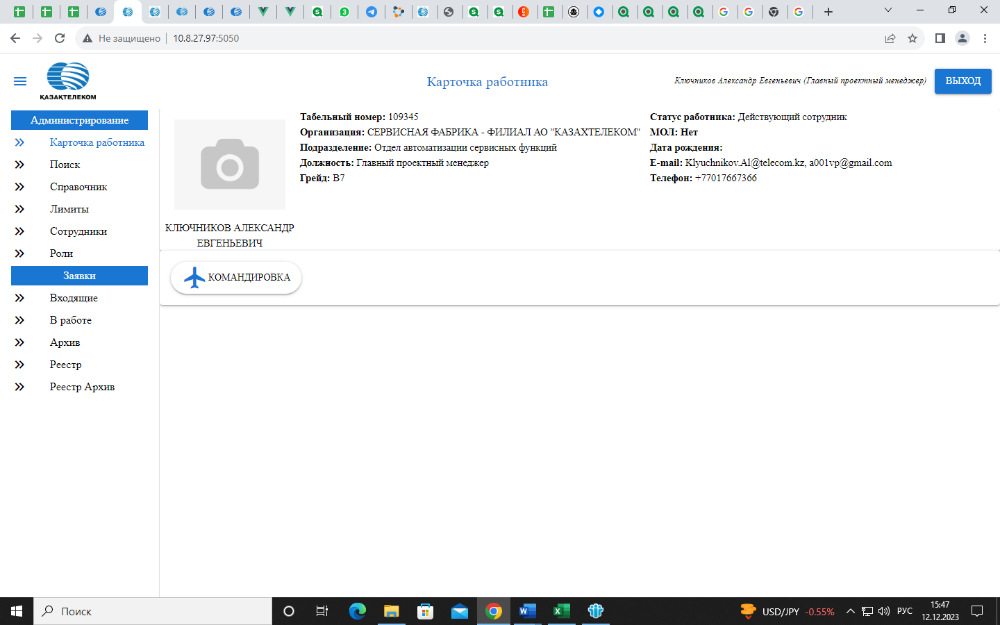 Не защищено
10.8.27.97:5050
ҚАЗАҚТЕЛЕКОМ
Карточка работника
Ключников Александр Евгеньевич (Главный проектный менеджер)
ВЫХОД
Администрирование
Карточка работника
Поиск
Справочник
Лимиты
Сотрудники
Роли
Заявки
Входящие
В работе
Архив
Реестр
Реестр Архив
КЛЮЧНИКОВ АЛЕКСАНДР
ЕВГЕНЬЕВИЧ
Табельный номер: 109345
Организация: СЕРВИСНАЯ ФАБРИКА - ФИЛИАЛ АО "КАЗАХТЕЛЕКОМ"
Подразделение: Отдел автоматизации сервисных функций
Должность: Главный проектный менеджер
Грейд: B7
Статус работника: Действующий сотрудник
МОЛ: Нет
Дата рождения:
E-mail: Klyuchnikov.Al@telecom.kz, a001vp@gmail.com
Телефон: +77017667366
КОМАНДИРОВКА
Поиск
USD/JPY -0.55%
РУС
15:47
12.12.2023